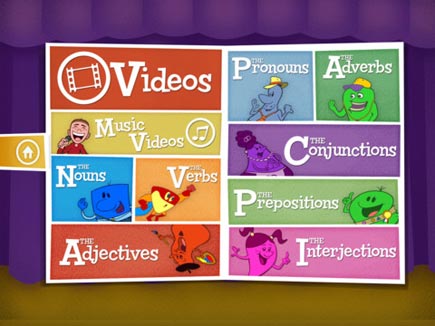 Videos
Music
Videos
THE
Nouns
THE
Verbs
THE
Adjectives
THE
Pronouns
THE
Adverbs
THE
Conjunctions
THE
Prepositions
THE
Interjections